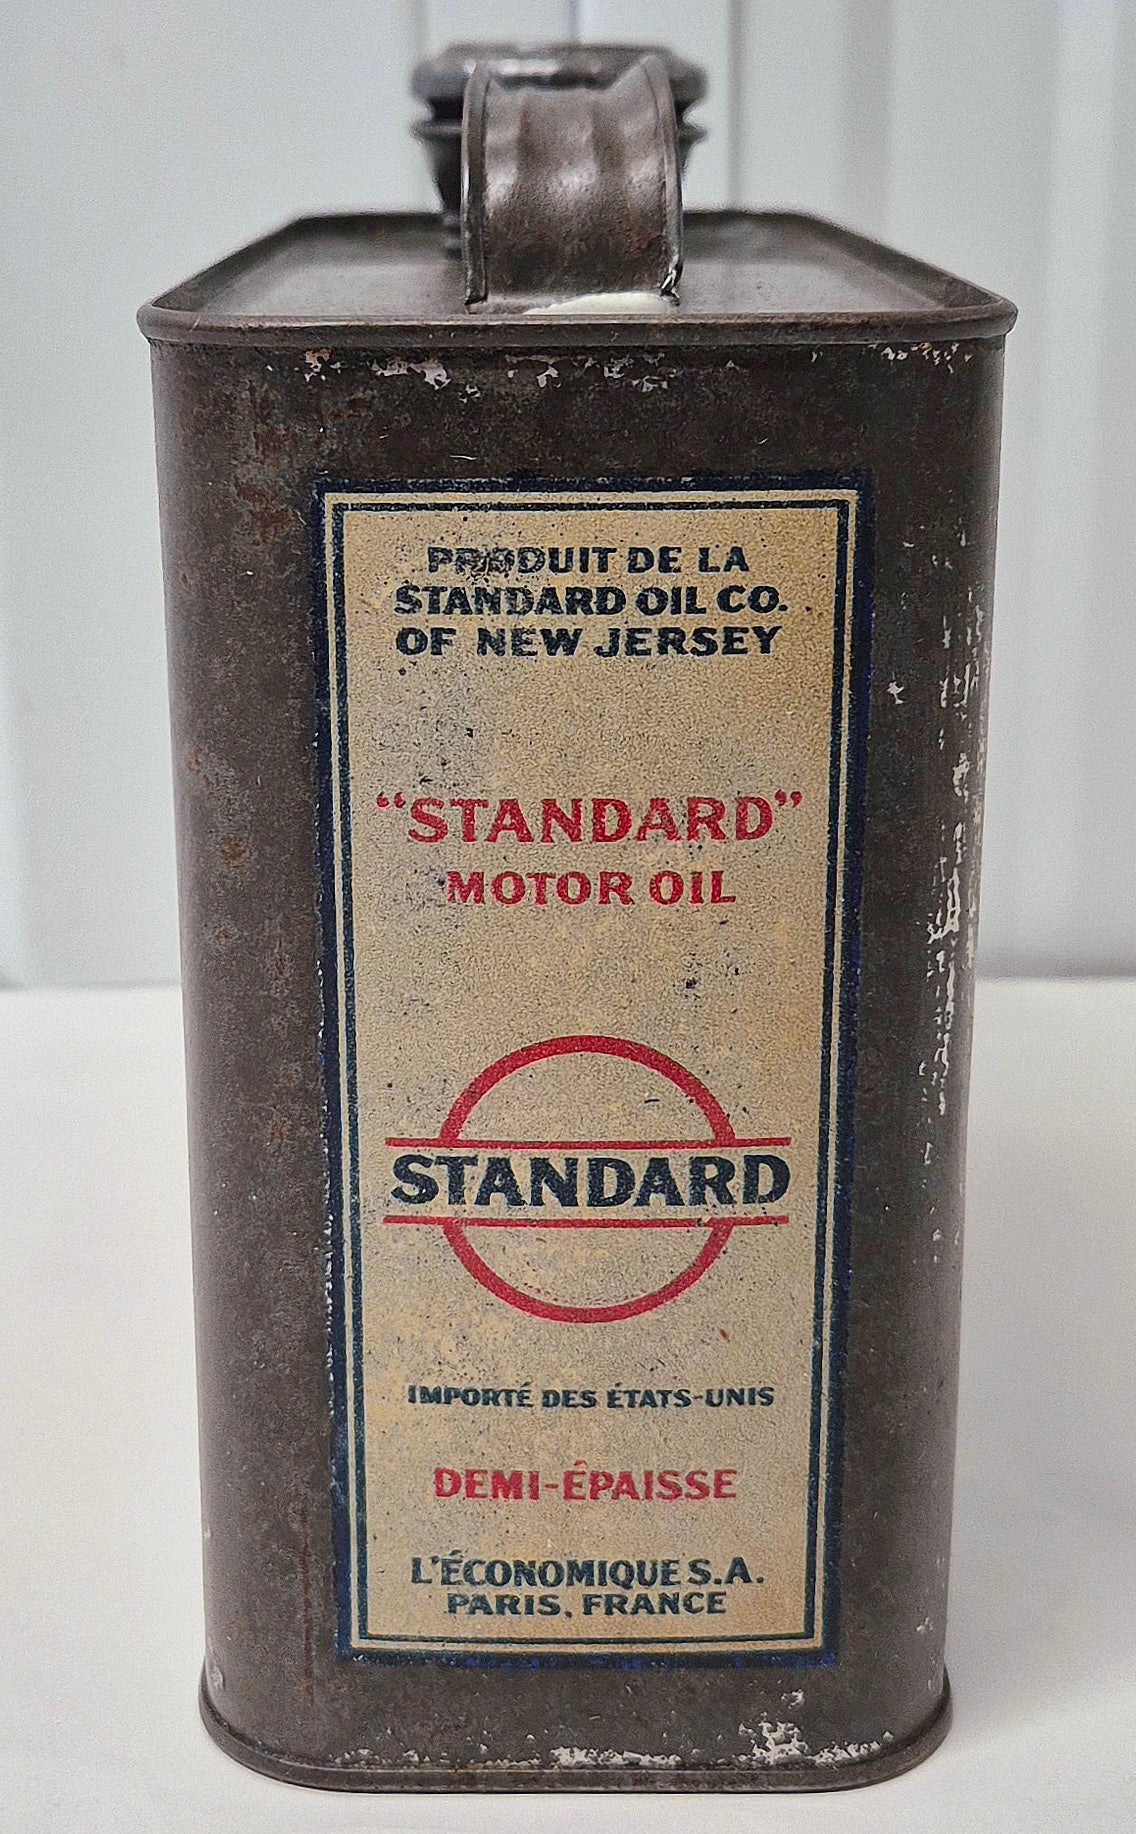 PRODUIT DE LA
STANDARD OIL CO.
OF NEW JERSEY
“STANDARD”
MOTOR OIL
STANDARD
IMPORTÉ DES ÉTATS-UNIS
DEMI-ÉPAISSE
L'ÉCONOMIQUE S.A.
PARIS, FRANCE